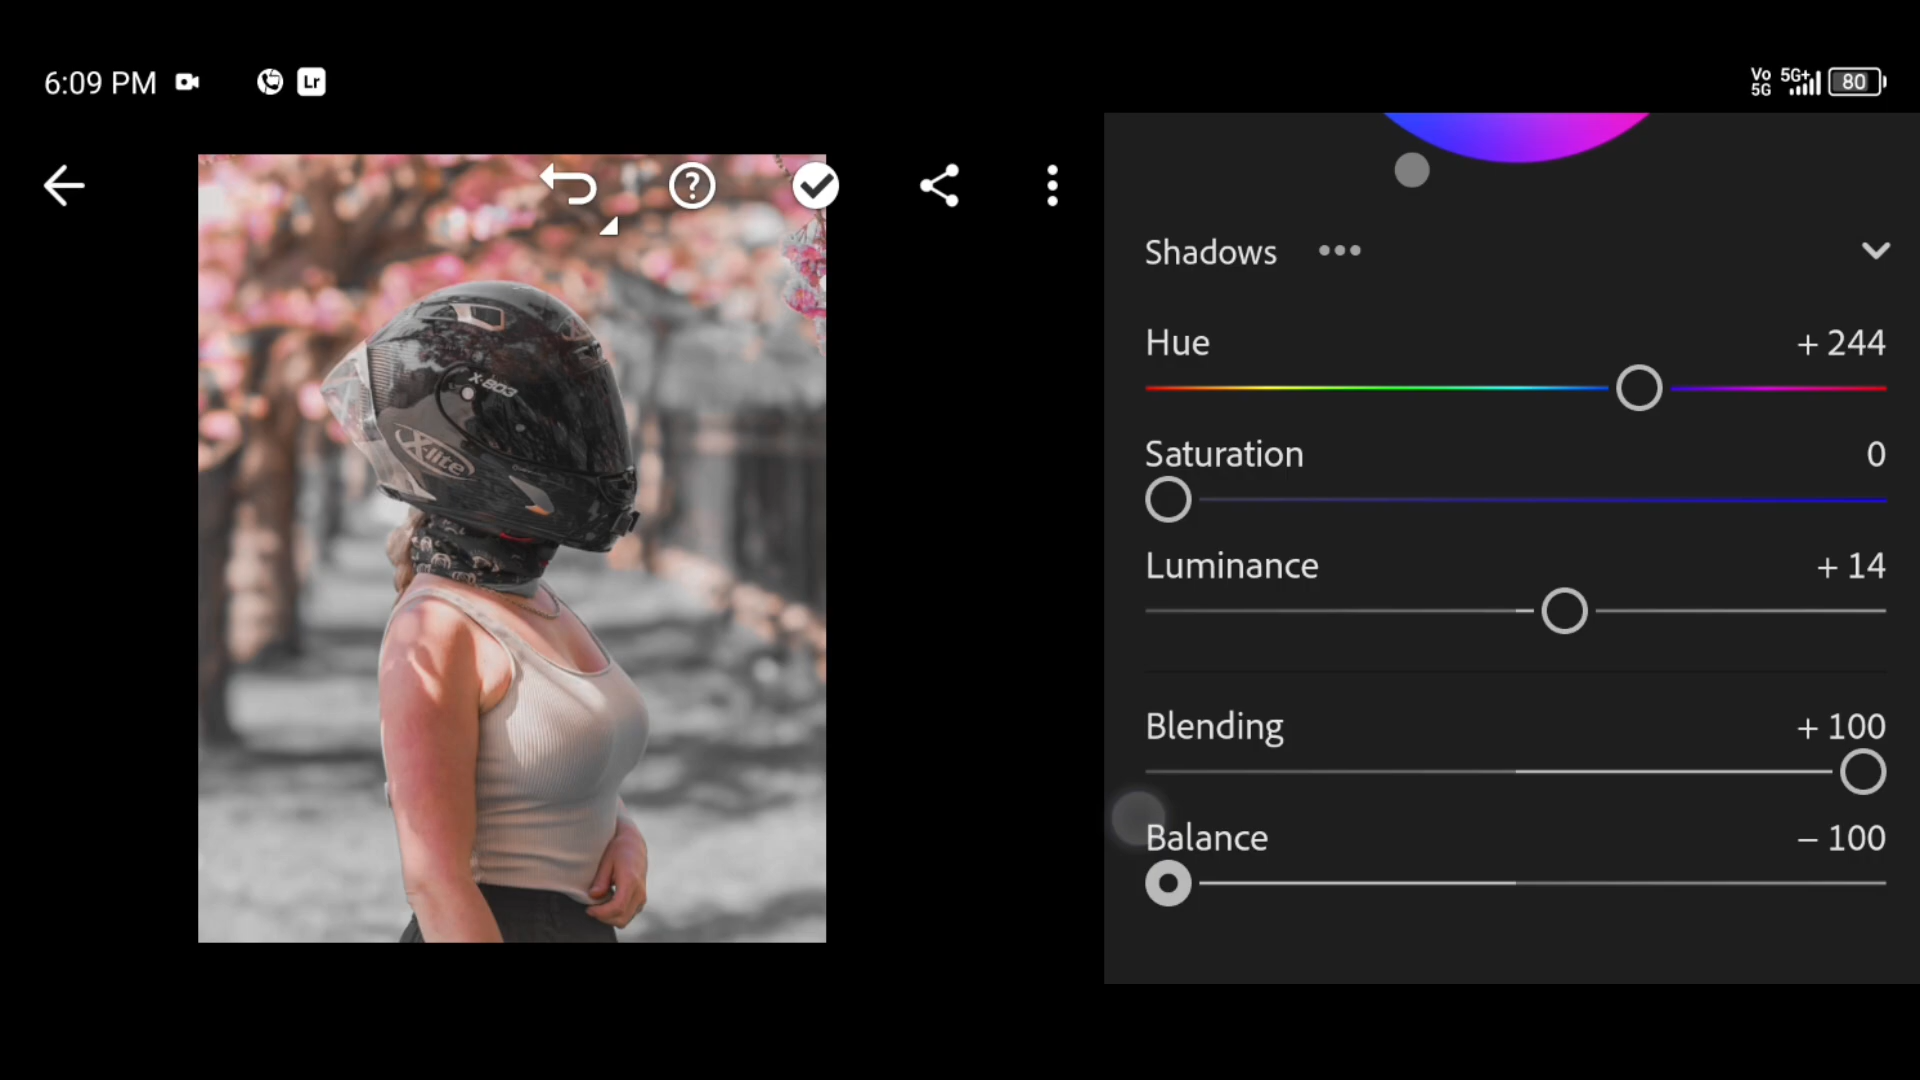 6:09 PM
Lr
Vo 5G
5G+
80
?
X-803
X-lite
Shadows
Hue + 244
Saturation 0
Luminance + 14
Blending + 100
Balance – 100